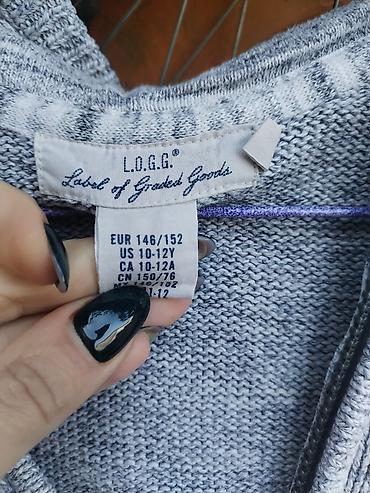 L.O.G.G.®
Label of Graded Goods
EUR 146/152
US 10-12Y
CA 10-12A
CN 150/76